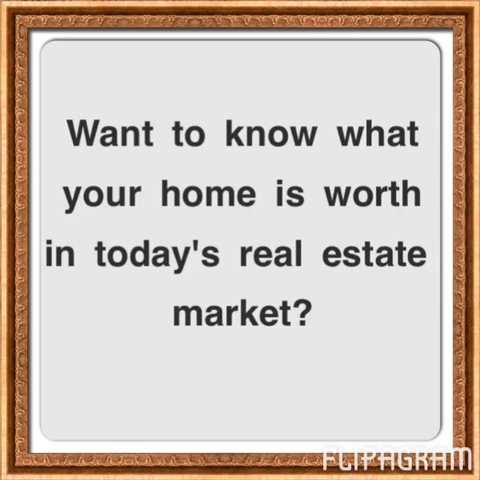 Want to know what
your home is worth
in today's real estate
market?
FLIPAGRAM